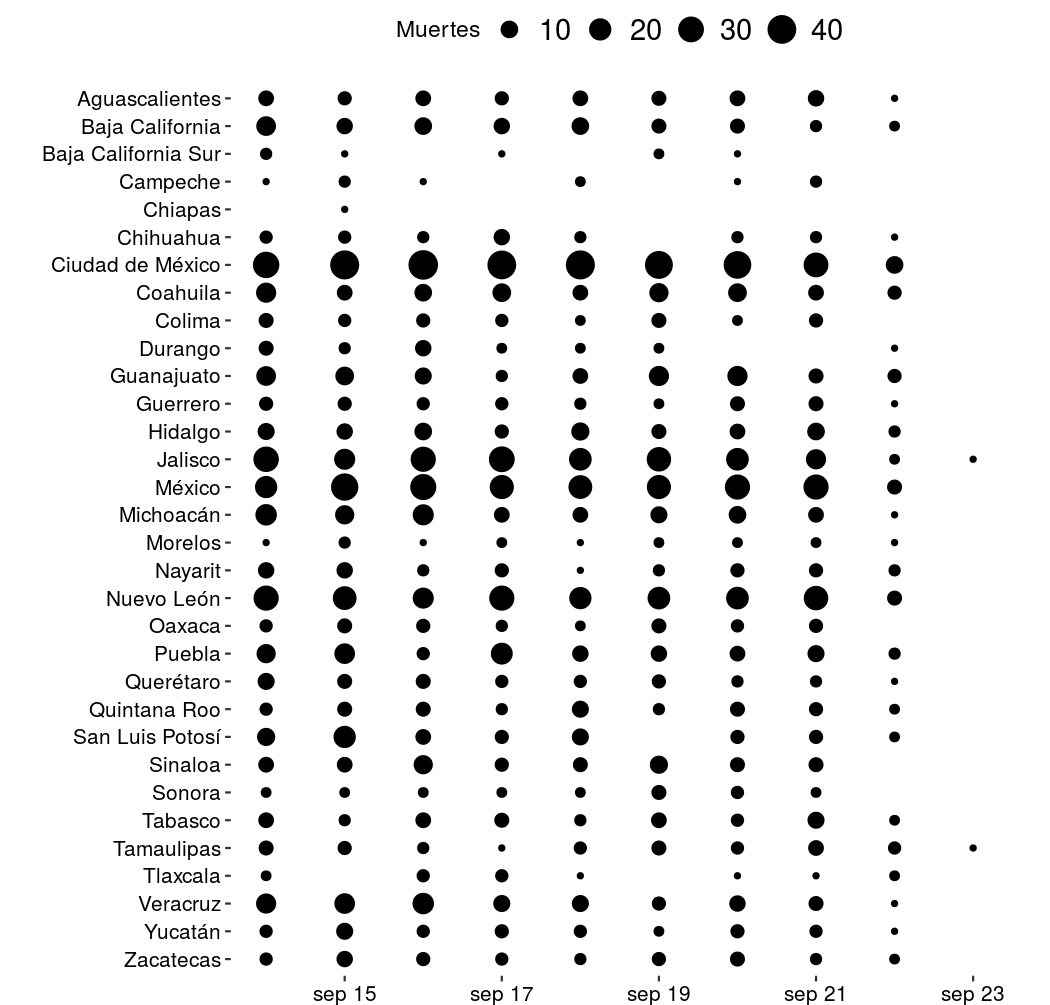 Muertes 10 20 30 40
Aguascalientes
Baja California
Baja California Sur
Campeche
Chiapas
Chihuahua
Ciudad de México
Coahuila
Colima
Durango
Guanajuato
Guerrero
Hidalgo
Jalisco
México
Michoacán
Morelos
Nayarit
Nuevo León
Oaxaca
Puebla
Querétaro
Quintana Roo
San Luis Potosí
Sinaloa
Sonora
Tabasco
Tamaulipas
Tlaxcala
Veracruz
Yucatán
Zacatecas
sep 15 sep 17 sep 19 sep 21 sep 23